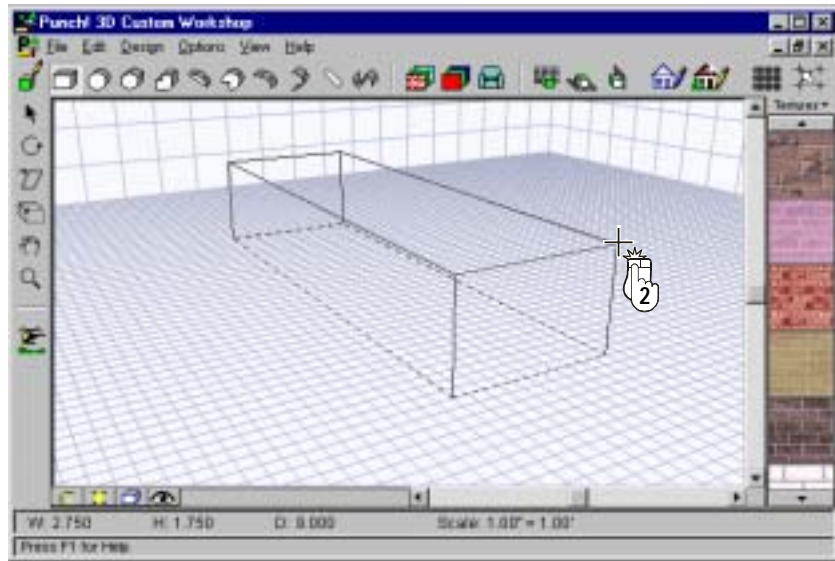 Punch! 3D Custom Workshop
File Edit Design Options View Help
Textures
2
W: 2.750 H: 1.750 D: 8.000 Scale: 1.00" = 1.00"
Press F1 for Help